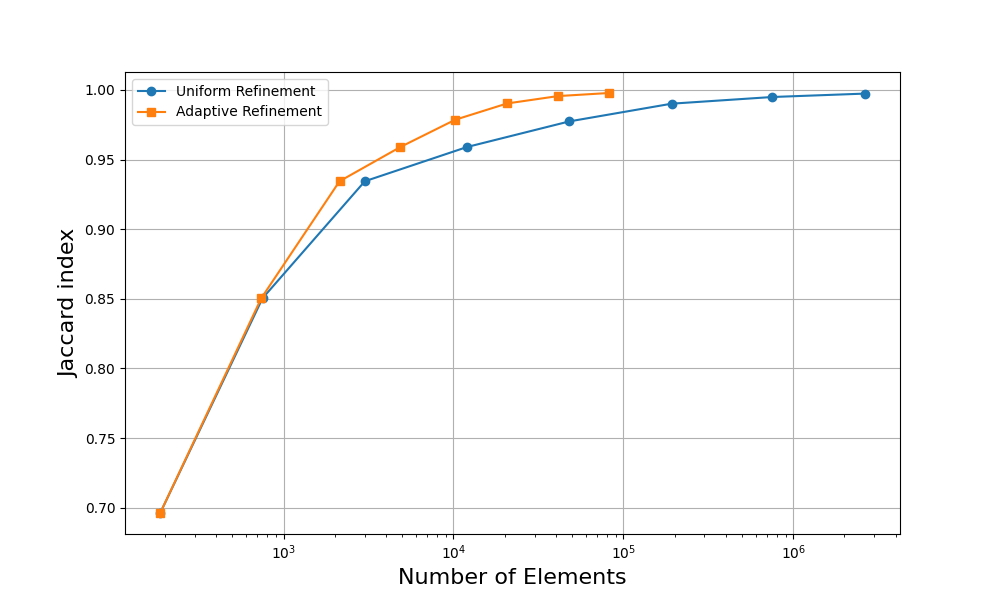 Uniform Refinement
Adaptive Refinement
Jaccard index
1.00
0.95
0.90
0.85
0.80
0.75
0.70
10³ 10⁴ 10⁵ 10⁶
Number of Elements